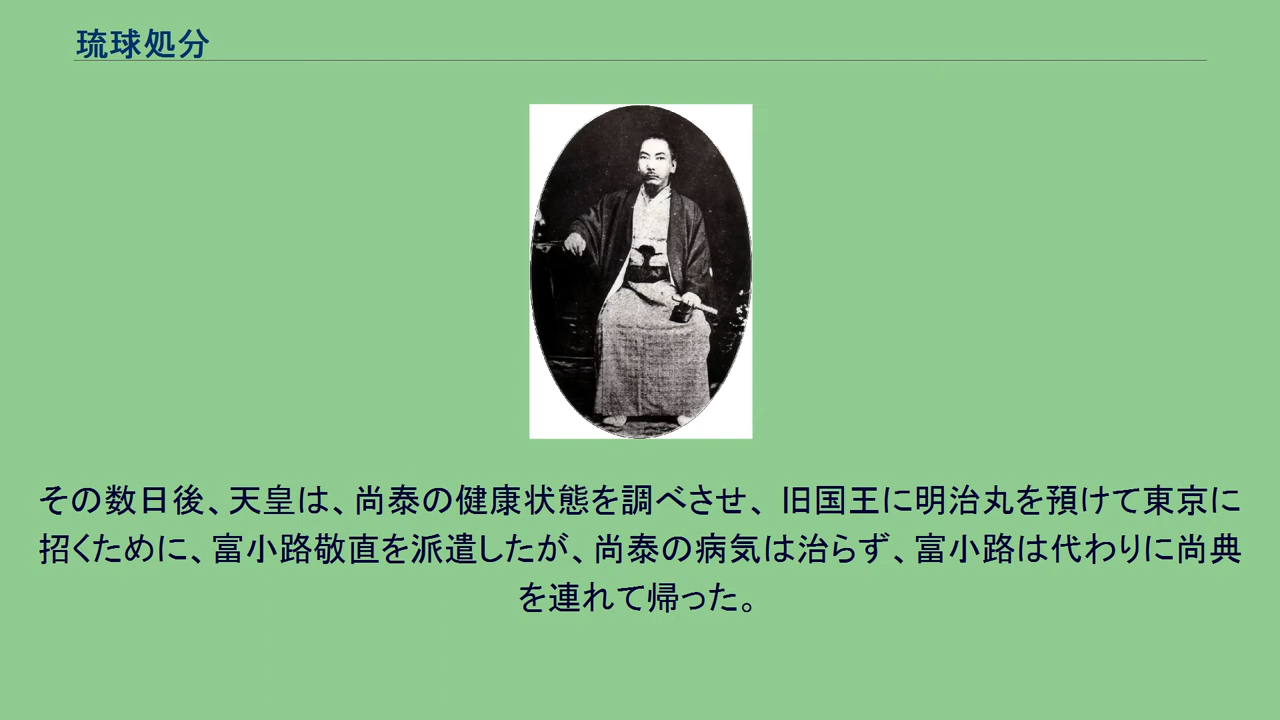 琉球処分
その数日後、天皇は、尚泰の健康状態を調べさせ、旧国王に明治丸を預けて東京に
招くために、富小路敬直を派遣したが、尚泰の病気は治らず、富小路は代わりに尚典
を連れて帰った。